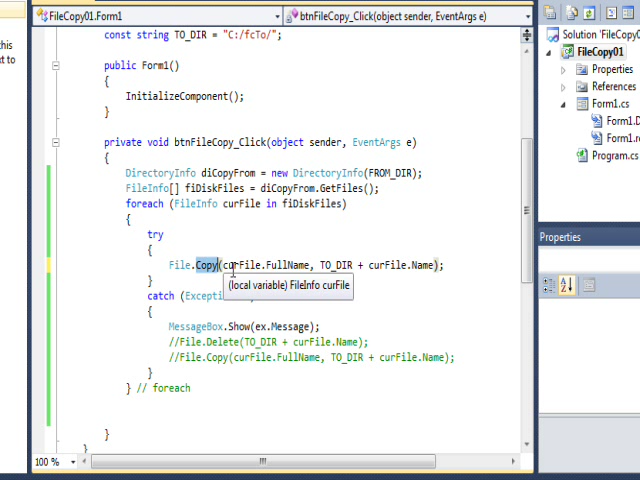 this
t to
FileCopy01.Form1
btnFileCopy_Click(object sender, EventArgs e)
const string TO_DIR = "C:/fcTo/";
public Form1()
{
InitializeComponent();
}
private void btnFileCopy_Click(object sender, EventArgs e)
{
DirectoryInfo diCopyFrom = new DirectoryInfo(FROM_DIR);
FileInfo[] fiDiskFiles = diCopyFrom.GetFiles();
foreach (FileInfo curFile in fiDiskFiles)
{
try
{
File.Copy(curFile.FullName, TO_DIR + curFile.Name);
}
(local variable) FileInfo curFile
catch (Excepti
{
MessageBox.Show(ex.Message);
//File.Delete(TO_DIR + curFile.Name);
//File.Copy(curFile.FullName, TO_DIR + curFile.Name);
}
} // foreach
}
}
100 %
Solution 'FileCopy0
FileCopy01
Properties
References
Form1.cs
Form1.D
Form1.re
Program.cs
Properties